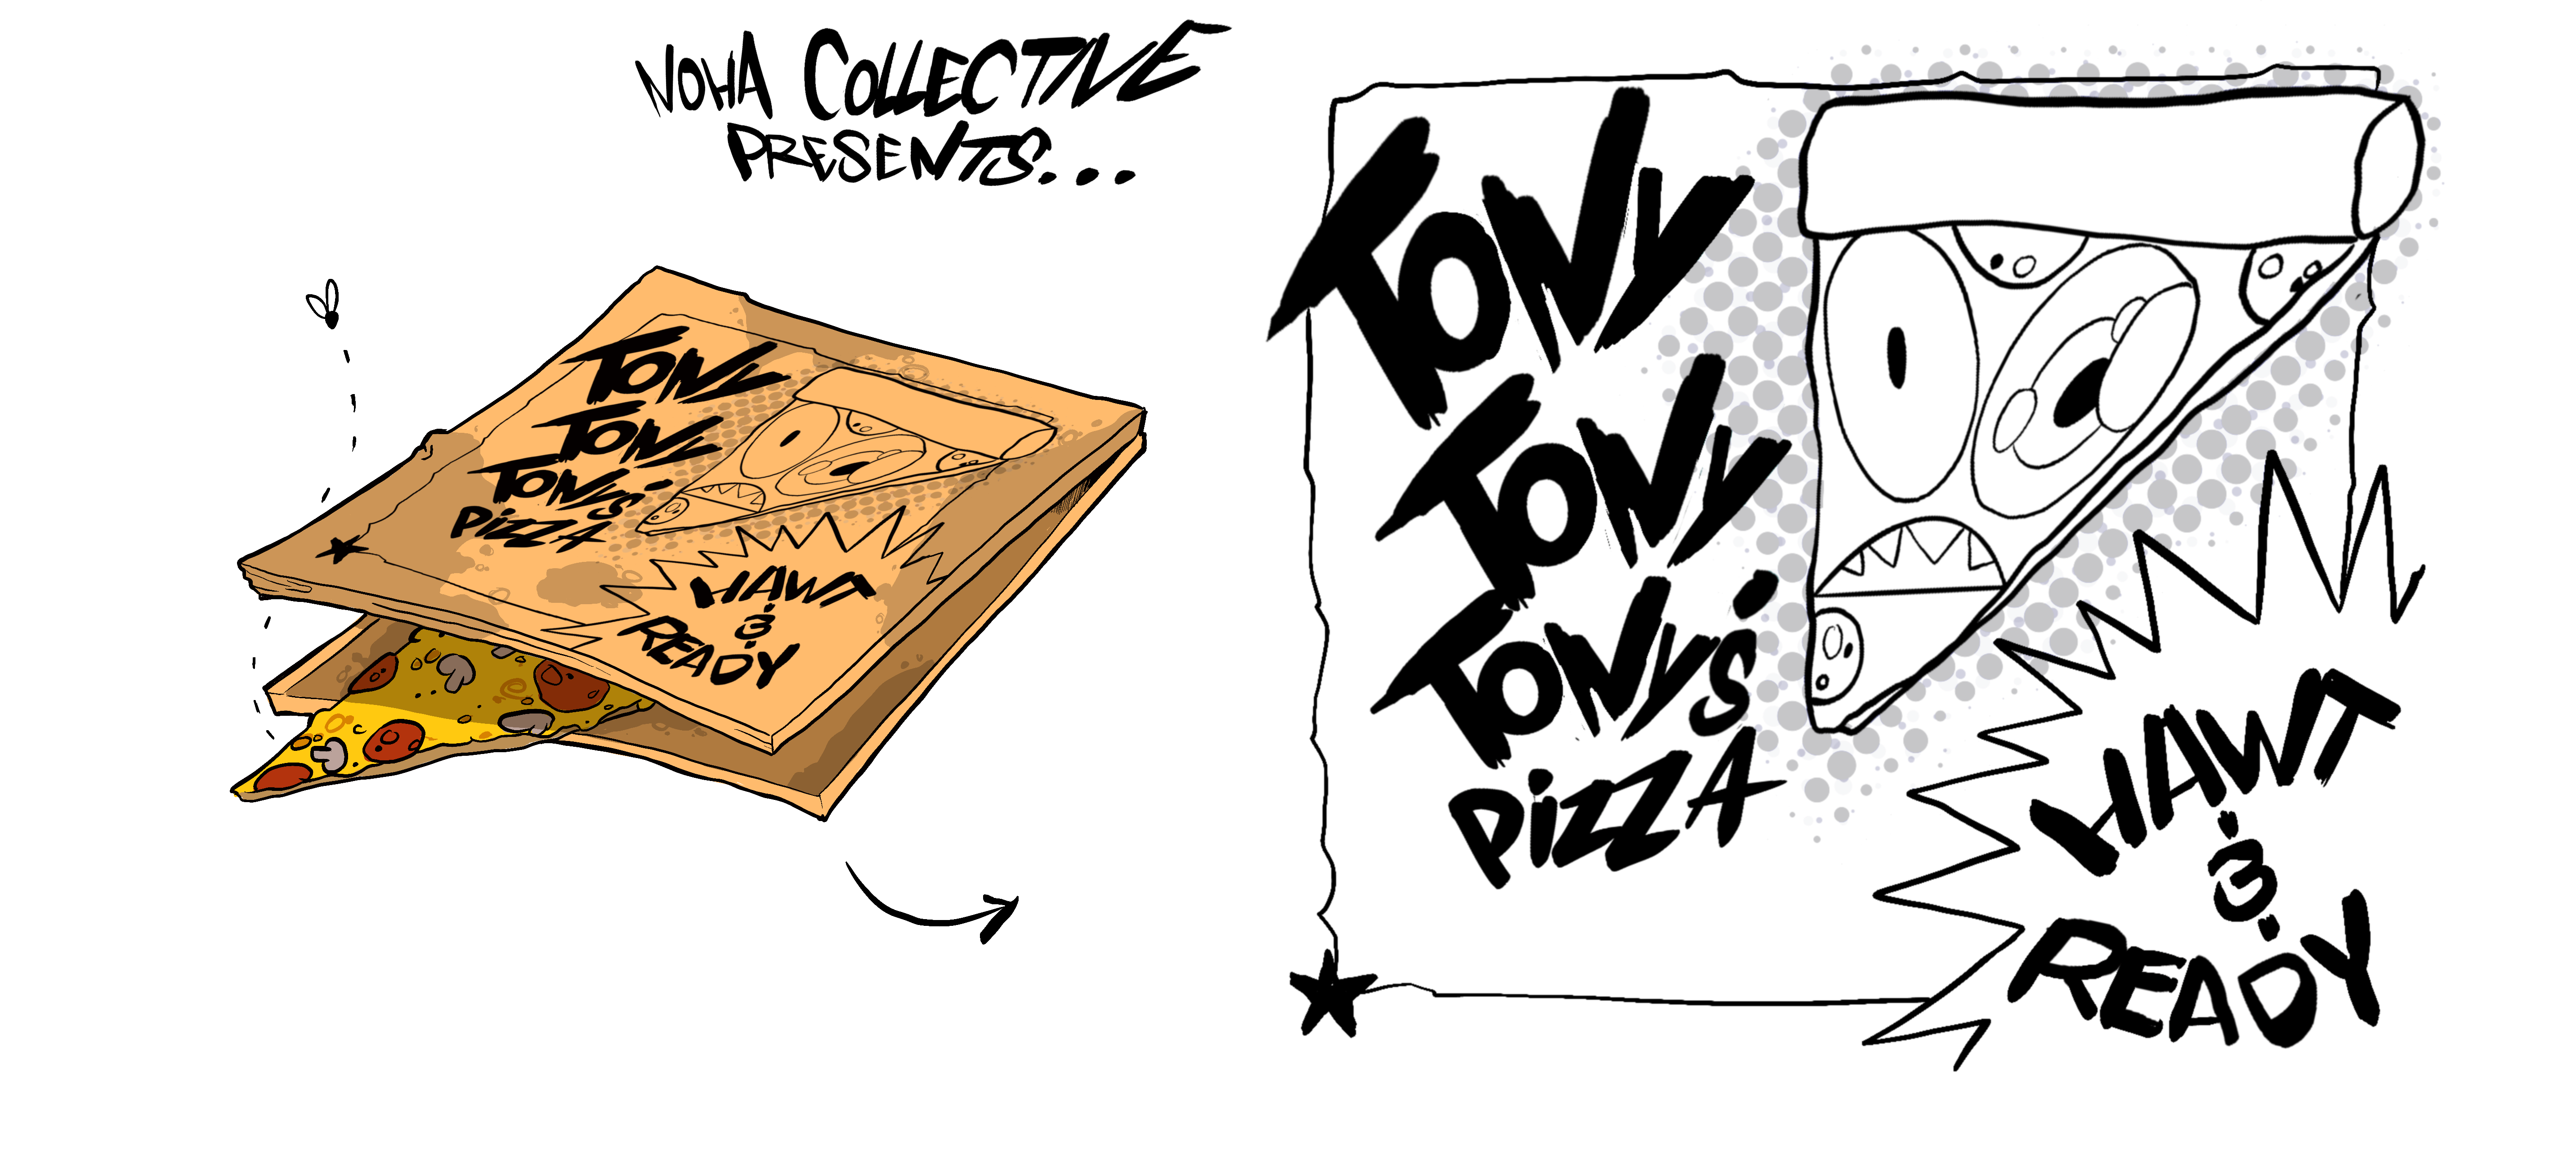 NOHA COLLECTIVE
PRESENTS...
TONY
TONY
TONY'S
PiZZA
HAWT
&
READY
TONY
TONY
TONY'S
PiZZA
HAWT
&
READY